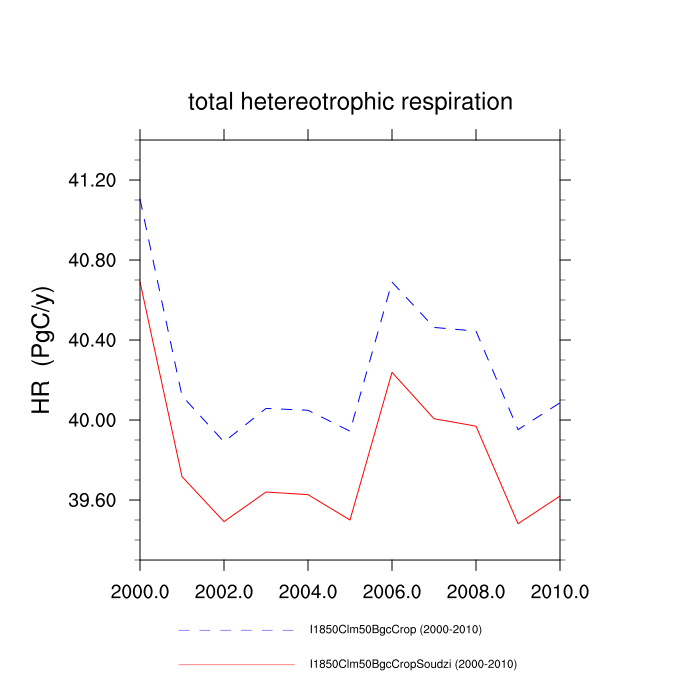 total hetereotrophic respiration
HR (PgC/y)
41.20
40.80
40.40
40.00
39.60
2000.0 2002.0 2004.0 2006.0 2008.0 2010.0
I1850Clm50BgcCrop (2000-2010)
I1850Clm50BgcCropSoudzi (2000-2010)